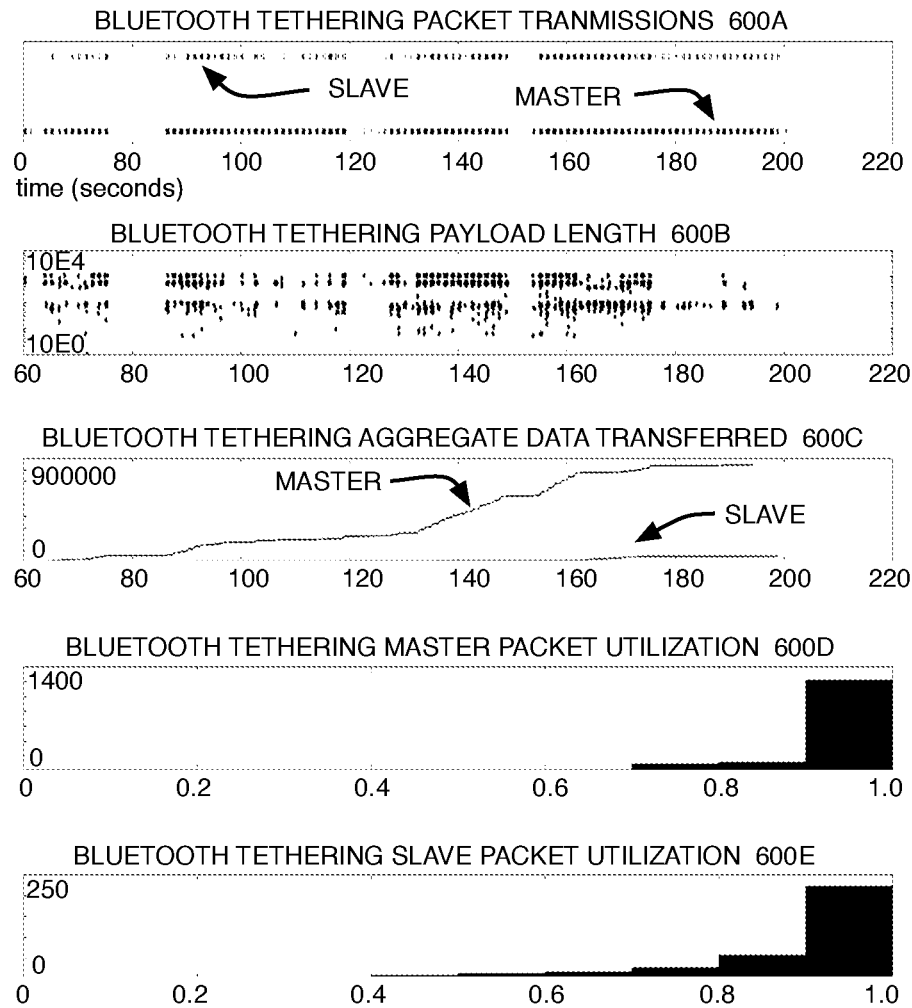 BLUETOOTH TETHERING PACKET TRANMISSIONS 600A
SLAVE
MASTER
0 80 100 120 140 160 180 200 220
time (seconds)
BLUETOOTH TETHERING PAYLOAD LENGTH 600B
10E4
10E0
60 80 100 120 140 160 180 200 220
BLUETOOTH TETHERING AGGREGATE DATA TRANSFERRED 600C
900000
MASTER
SLAVE
0
60 80 100 120 140 160 180 200 220
BLUETOOTH TETHERING MASTER PACKET UTILIZATION 600D
1400
0
0 0.2 0.4 0.6 0.8 1.0
BLUETOOTH TETHERING SLAVE PACKET UTILIZATION 600E
250
0
0 0.2 0.4 0.6 0.8 1.0